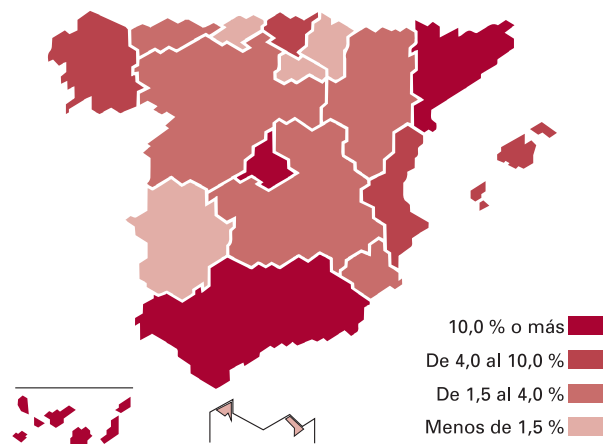 10,0 % o más
De 4,0 al 10,0 %
De 1,5 al 4,0 %
Menos de 1,5 %